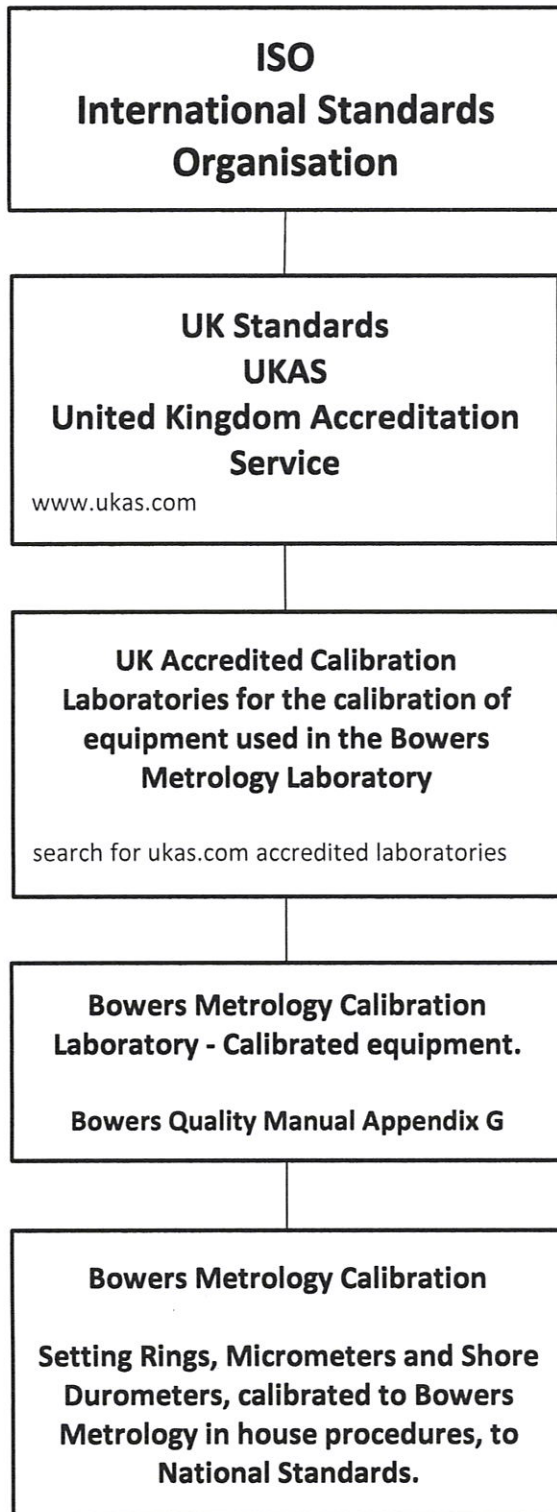 ISO
International Standards
Organisation
UK Standards
UKAS
United Kingdom Accreditation
Service
www.ukas.com
UK Accredited Calibration
Laboratories for the calibration of
equipment used in the Bowers
Metrology Laboratory
search for ukas.com accredited laboratories
Bowers Metrology Calibration
Laboratory - Calibrated equipment.
Bowers Quality Manual Appendix G
Bowers Metrology Calibration
Setting Rings, Micrometers and Shore
Durometers, calibrated to Bowers
Metrology in house procedures, to
National Standards.